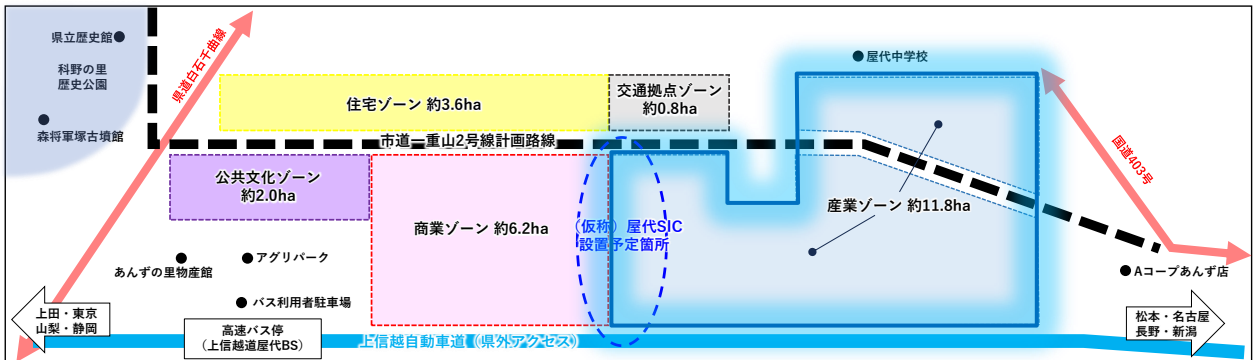 県立歴史館
科野の里
歴史公園
森将軍塚古墳館
県道白石千曲線
住宅ゾーン 約3.6ha
交通拠点ゾーン
約0.8ha
屋代中学校
市道一重山2号線計画路線
国道403号
公共文化ゾーン
約2.0ha
商業ゾーン 約6.2ha
(仮称)屋代SIC
設置予定箇所
産業ゾーン 約11.8ha
あんずの里物産館
アグリパーク
Aコープあんず店
バス利用者駐車場
上田・東京
山梨・静岡
高速バス停
(上信越道屋代BS)
上信越自動車道(県外アクセス)
松本・名古屋
長野・新潟